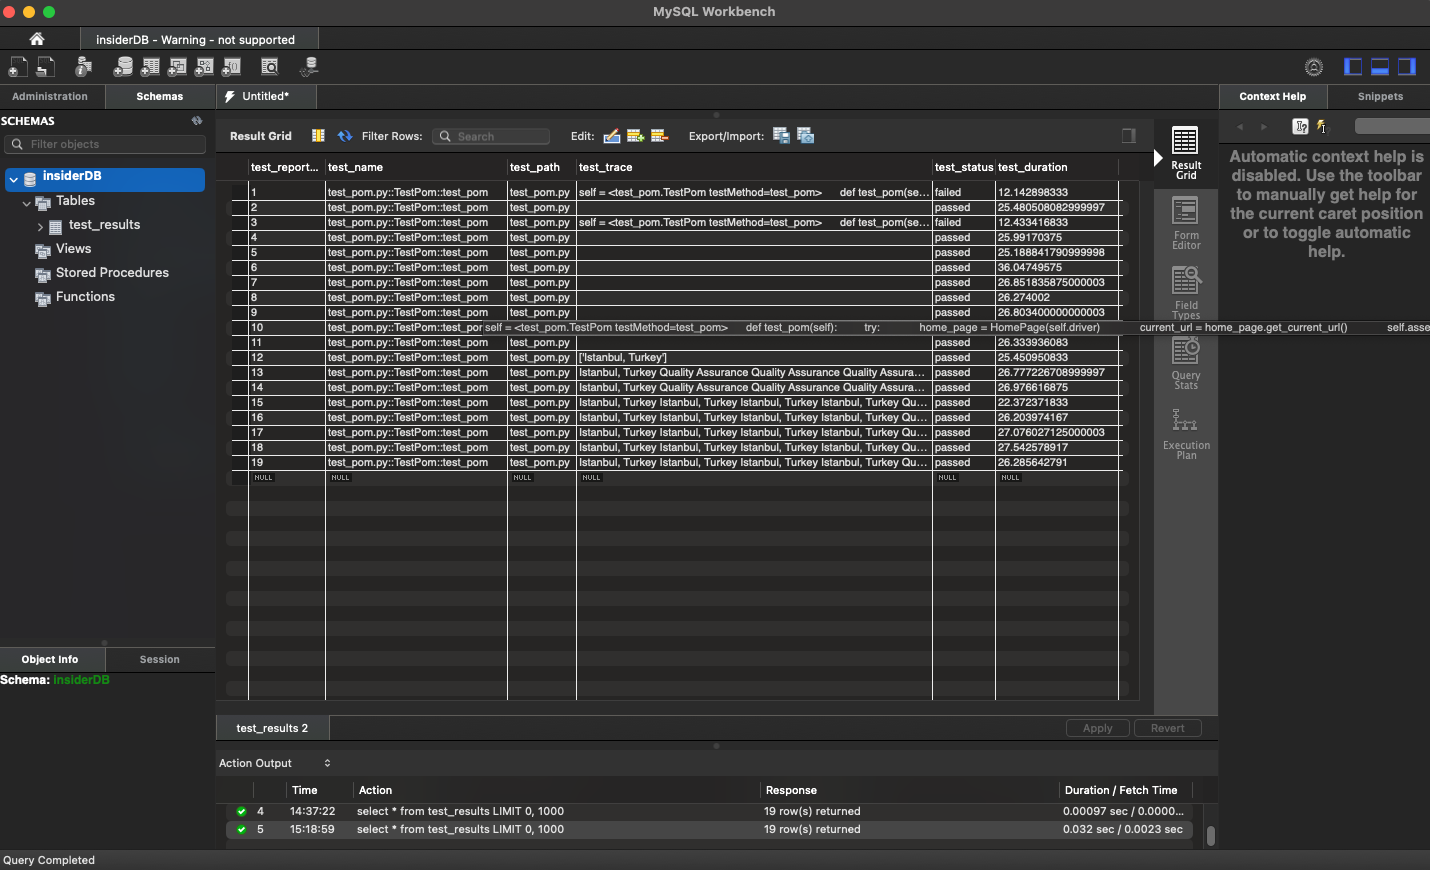 MySQL Workbench
insiderDB - Warning - not supported
Administration
Schemas
Untitled*
Context Help
Snippets
SCHEMAS
Filter objects
insiderDB
Tables
test_results
Views
Stored Procedures
Functions
Object Info
Session
Schema: insiderDB
Result Grid
Filter Rows:
Search
Edit:
Export/Import:
test_report... test_name test_path test_trace test_status test_duration
1 test_pom.py::TestPom::test_pom test_pom.py self = <test_pom.TestPom testMethod=test_pom> def test_pom(se... failed 12.142898333
2 test_pom.py::TestPom::test_pom test_pom.py passed 25.480508082999997
3 test_pom.py::TestPom::test_pom test_pom.py self = <test_pom.TestPom testMethod=test_pom> def test_pom(se... failed 12.433416833
4 test_pom.py::TestPom::test_pom test_pom.py passed 25.99170375
5 test_pom.py::TestPom::test_pom test_pom.py passed 25.188841790999998
6 test_pom.py::TestPom::test_pom test_pom.py passed 36.04749575
7 test_pom.py::TestPom::test_pom test_pom.py passed 26.851835875000003
8 test_pom.py::TestPom::test_pom test_pom.py passed 26.274002
9 test_pom.py::TestPom::test_pom test_pom.py passed 26.803400000000003
10 test_pom.py::TestPom::test_por self = <test_pom.TestPom testMethod=test_pom> def test_pom(self): try: home_page = HomePage(self.driver) current_url = home_page.get_current_url() self.asse
11 test_pom.py::TestPom::test_pom test_pom.py passed 26.333936083
12 test_pom.py::TestPom::test_pom test_pom.py ['Istanbul, Turkey'] passed 25.450950833
13 test_pom.py::TestPom::test_pom test_pom.py Istanbul, Turkey Quality Assurance Quality Assurance Quality Assura... passed 26.777226708999997
14 test_pom.py::TestPom::test_pom test_pom.py Istanbul, Turkey Quality Assurance Quality Assurance Quality Assura... passed 26.976616875
15 test_pom.py::TestPom::test_pom test_pom.py Istanbul, Turkey Istanbul, Turkey Istanbul, Turkey Istanbul, Turkey Qu... passed 22.372371833
16 test_pom.py::TestPom::test_pom test_pom.py Istanbul, Turkey Istanbul, Turkey Istanbul, Turkey Istanbul, Turkey Qu... passed 26.203974167
17 test_pom.py::TestPom::test_pom test_pom.py Istanbul, Turkey Istanbul, Turkey Istanbul, Turkey Istanbul, Turkey Qu... passed 27.076027125000003
18 test_pom.py::TestPom::test_pom test_pom.py Istanbul, Turkey Istanbul, Turkey Istanbul, Turkey Istanbul, Turkey Qu... passed 27.542578917
19 test_pom.py::TestPom::test_pom test_pom.py Istanbul, Turkey Istanbul, Turkey Istanbul, Turkey Istanbul, Turkey Qu... passed 26.285642791
NULL NULL NULL NULL NULL NULL
Result
Grid
Form
Editor
Field
Types
Query
Stats
Execution
Plan
Automatic context help is
disabled. Use the toolbar
to manually get help for
the current caret position
or to toggle automatic
help.
test_results 2
Apply
Revert
Action Output
Time Action Response Duration / Fetch Time
4 14:37:22 select * from test_results LIMIT 0, 1000 19 row(s) returned 0.00097 sec / 0.0000...
5 15:18:59 select * from test_results LIMIT 0, 1000 19 row(s) returned 0.032 sec / 0.0023 sec
Query Completed